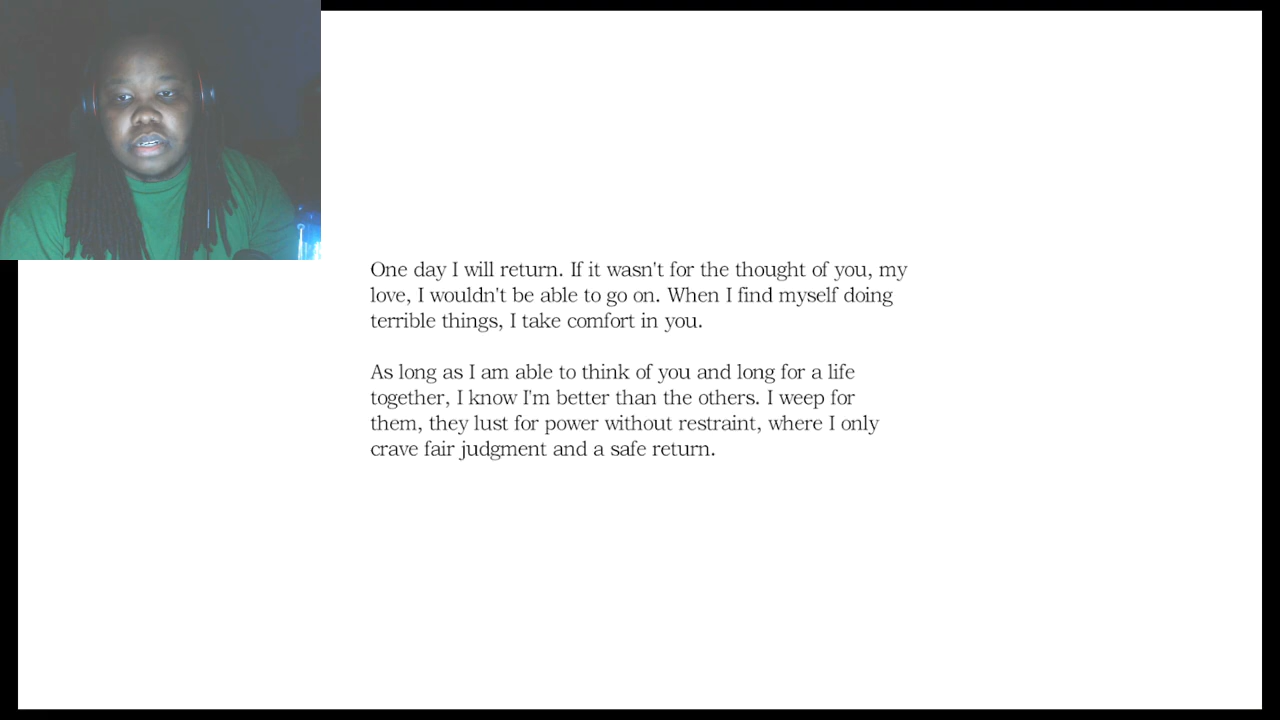 One day I will return. If it wasn't for the thought of you, my
love, I wouldn't be able to go on. When I find myself doing
terrible things, I take comfort in you.
As long as I am able to think of you and long for a life
together, I know I'm better than the others. I weep for
them, they lust for power without restraint, where I only
crave fair judgment and a safe return.